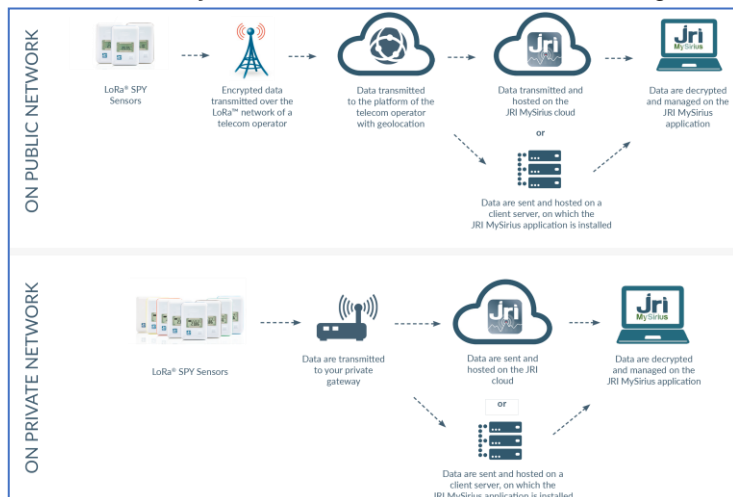 ON PUBLIC NETWORK
LoRa® SPY
Sensors
Encrypted data
transmitted over the
LoRa™ network of a
telecom operator
Data transmitted
to the platform of the
telecom operator
with geolocation
jri
Data transmitted and
hosted on the
JRI MySirius cloud
or
Data are sent and hosted on a
client server, on which the
JRI MySirius application is installed
jri
MySirius
Data are decrypted
and managed on the
JRI MySirius
application
ON PRIVATE NETWORK
LoRa® SPY Sensors
Data are transmitted
to your private
gateway
jri
Data are sent and
hosted on the JRI
cloud
or
Data are sent and hosted on a
client server, on which the
JRI MySirius application is installed
jri
MySirius
Data are decrypted
and managed on the
JRI MySirius application